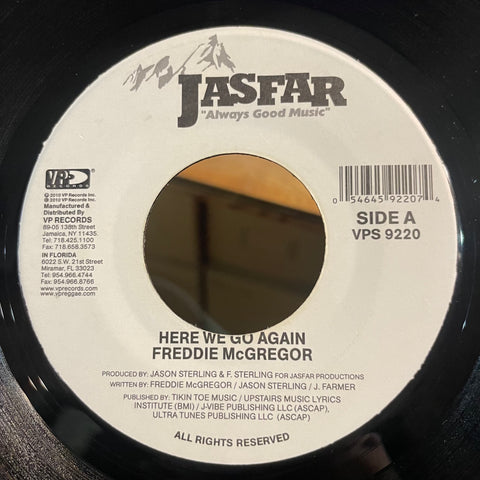 JASFAR
"Always Good Music"
VP
RECORDS
℗ 2010 VP Records Inc.
© 2010 VP Records Inc.
Manufactured &
Distributed By
VP RECORDS
89-05 138th Street
Jamaica, NY 11435.
Tel: 718.425.1100
Fax: 718.658.3573
IN FLORIDA
6022 S.W. 21st Street
Miramar, FL 33023
Tel: 954.966.4744
Fax: 954.966.8766
www.vprecords.com
www.vpreggae.com
0 54645 92207 4
SIDE A
VPS 9220
HERE WE GO AGAIN
FREDDIE McGREGOR
PRODUCED BY: JASON STERLING & F. STERLING FOR JASFAR PRODUCTIONS
WRITTEN BY: FREDDIE McGREGOR / JASON STERLING / J. FARMER
PUBLISHED BY: TIKIN TOE MUSIC / UPSTAIRS MUSIC LYRICS
INSTITUTE (BMI) / J-VIBE PUBLISHING LLC (ASCAP),
ULTRA TUNES PUBLISHING LLC (ASCAP)
ALL RIGHTS RESERVED